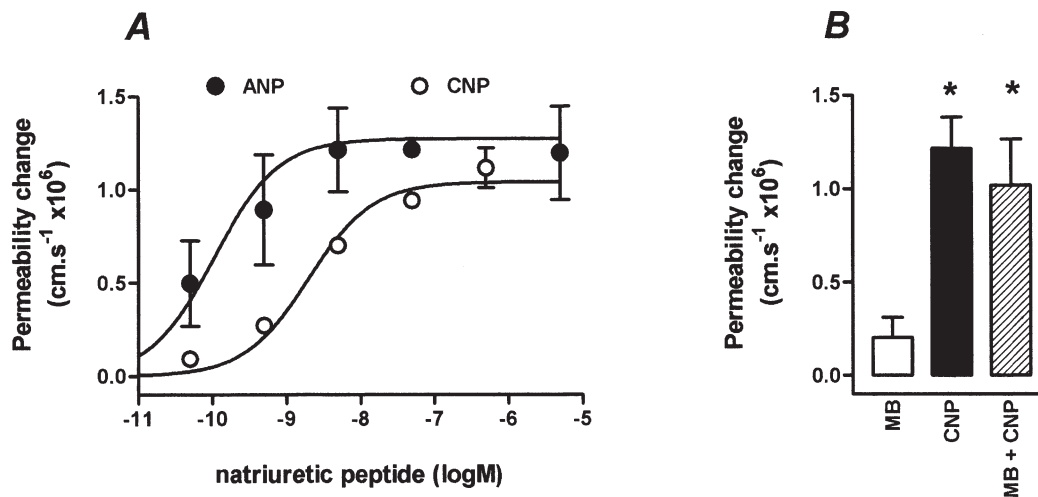 A
ANP
CNP
Permeability change
(cm.s⁻¹ x10⁶)
1.5
1.0
0.5
0.0
-11
-10
-9
-8
-7
-6
-5
natriuretic peptide (logM)
B
Permeability change
(cm.s⁻¹ x10⁶)
1.5
1.0
0.5
0.0
*
*
MB
CNP
MB + CNP